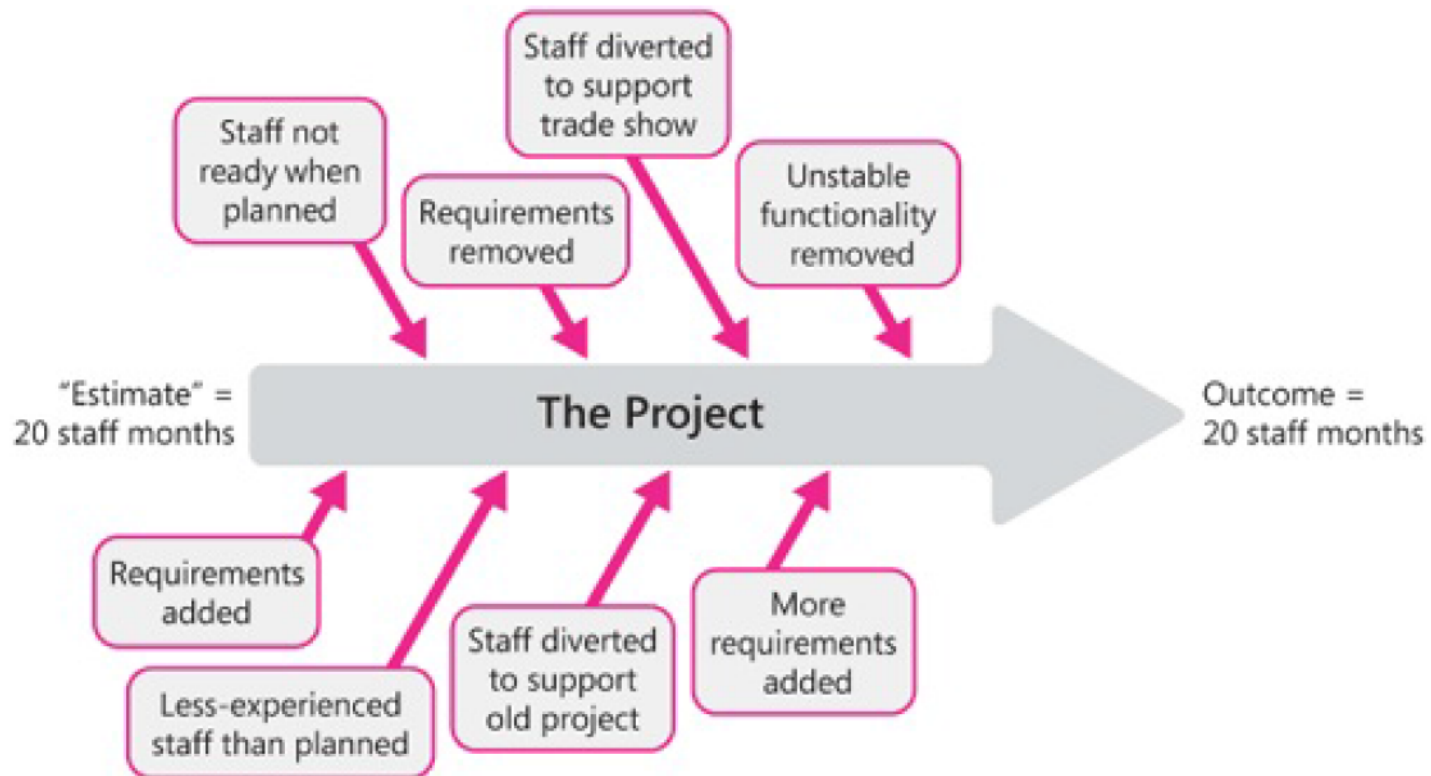 Staff diverted
to support
trade show
Staff not
ready when
planned
Requirements
removed
Unstable
functionality
removed
“Estimate” =
20 staff months
The Project
Outcome =
20 staff months
Requirements
added
Less-experienced
staff than planned
Staff diverted
to support
old project
More
requirements
added